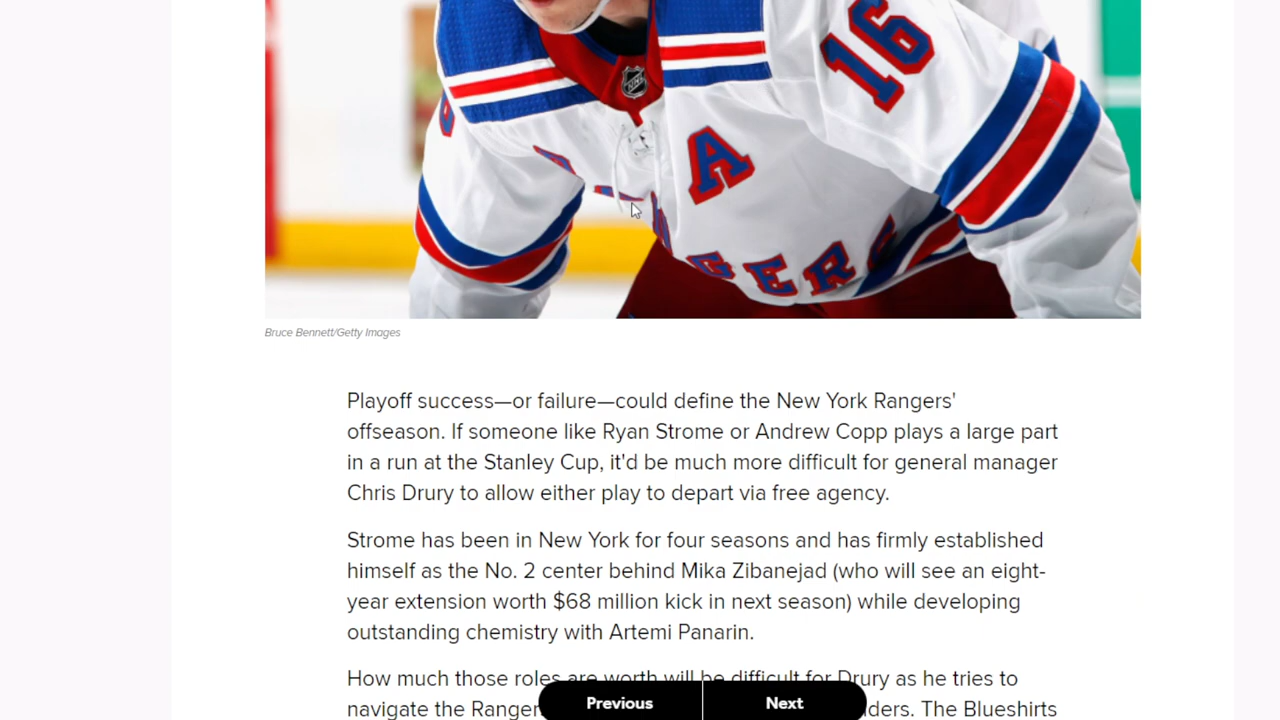 16
A
GERS
Bruce Bennett/Getty Images
Playoff success—or failure—could define the New York Rangers'
offseason. If someone like Ryan Strome or Andrew Copp plays a large part
in a run at the Stanley Cup, it'd be much more difficult for general manager
Chris Drury to allow either play to depart via free agency.
Strome has been in New York for four seasons and has firmly established
himself as the No. 2 center behind Mika Zibanejad (who will see an eight-
year extension worth $68 million kick in next season) while developing
outstanding chemistry with Artemi Panarin.
How much those roles are worth will be difficult for Drury as he tries to
navigate the The Blueshirts
Previous Next